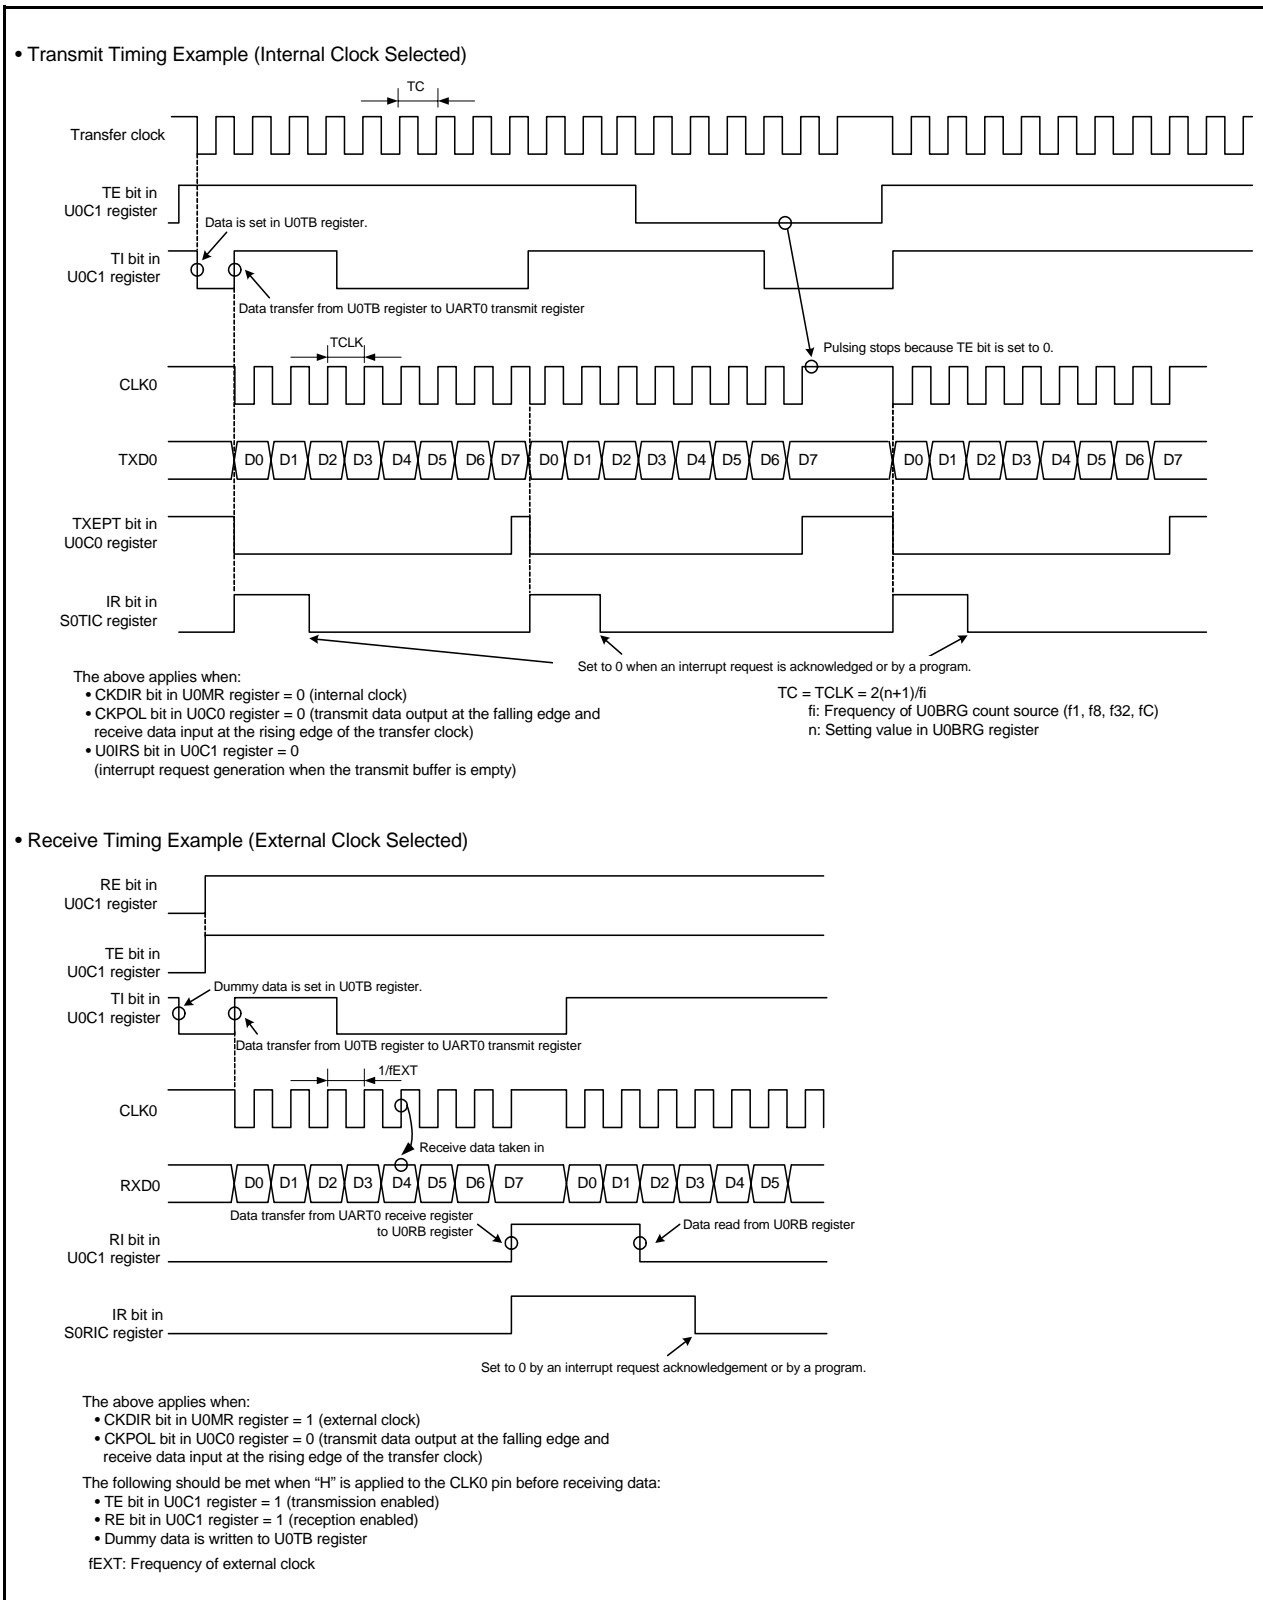 • Transmit Timing Example (Internal Clock Selected)
TC
Transfer clock
TE bit in
U0C1 register
Data is set in U0TB register.
TI bit in
U0C1 register
Data transfer from U0TB register to UART0 transmit register
TCLK
Pulsing stops because TE bit is set to 0.
CLK0
TXD0 D0 D1 D2 D3 D4 D5 D6 D7 D0 D1 D2 D3 D4 D5 D6 D7 D0 D1 D2 D3 D4 D5 D6 D7
TXEPT bit in
U0C0 register
IR bit in
S0TIC register
Set to 0 when an interrupt request is acknowledged or by a program.
The above applies when:
• CKDIR bit in U0MR register = 0 (internal clock)
• CKPOL bit in U0C0 register = 0 (transmit data output at the falling edge and
receive data input at the rising edge of the transfer clock)
• U0IRS bit in U0C1 register = 0
(interrupt request generation when the transmit buffer is empty)
TC = TCLK = 2(n+1)/fi
fi: Frequency of U0BRG count source (f1, f8, f32, fC)
n: Setting value in U0BRG register
• Receive Timing Example (External Clock Selected)
RE bit in
U0C1 register
TE bit in
U0C1 register
Dummy data is set in U0TB register.
TI bit in
U0C1 register
Data transfer from U0TB register to UART0 transmit register
1/fEXT
CLK0
Receive data taken in
RXD0 D0 D1 D2 D3 D4 D5 D6 D7 D0 D1 D2 D3 D4 D5
Data transfer from UART0 receive register
to U0RB register
Data read from U0RB register
RI bit in
U0C1 register
IR bit in
S0RIC register
Set to 0 by an interrupt request acknowledgement or by a program.
The above applies when:
• CKDIR bit in U0MR register = 1 (external clock)
• CKPOL bit in U0C0 register = 0 (transmit data output at the falling edge and
receive data input at the rising edge of the transfer clock)
The following should be met when “H” is applied to the CLK0 pin before receiving data:
• TE bit in U0C1 register = 1 (transmission enabled)
• RE bit in U0C1 register = 1 (reception enabled)
• Dummy data is written to U0TB register
fEXT: Frequency of external clock